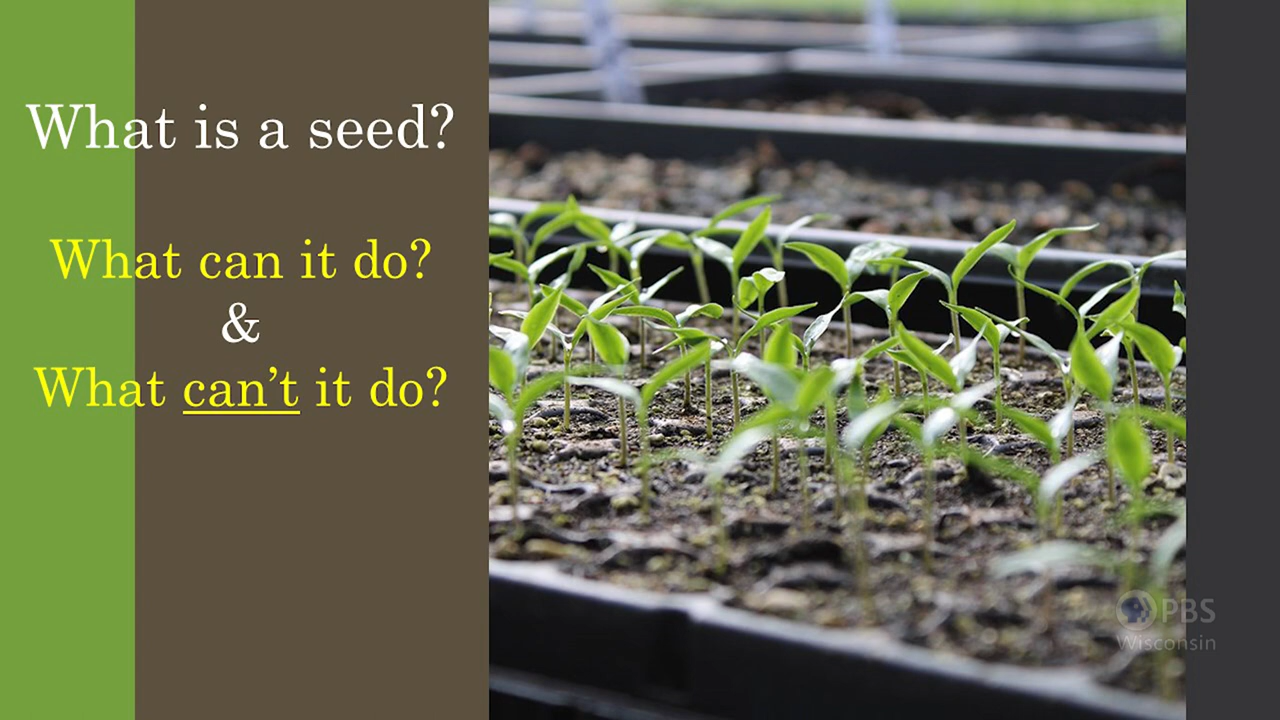 What is a seed?
What can it do?
&
What can't it do?
PBS
Wisconsin